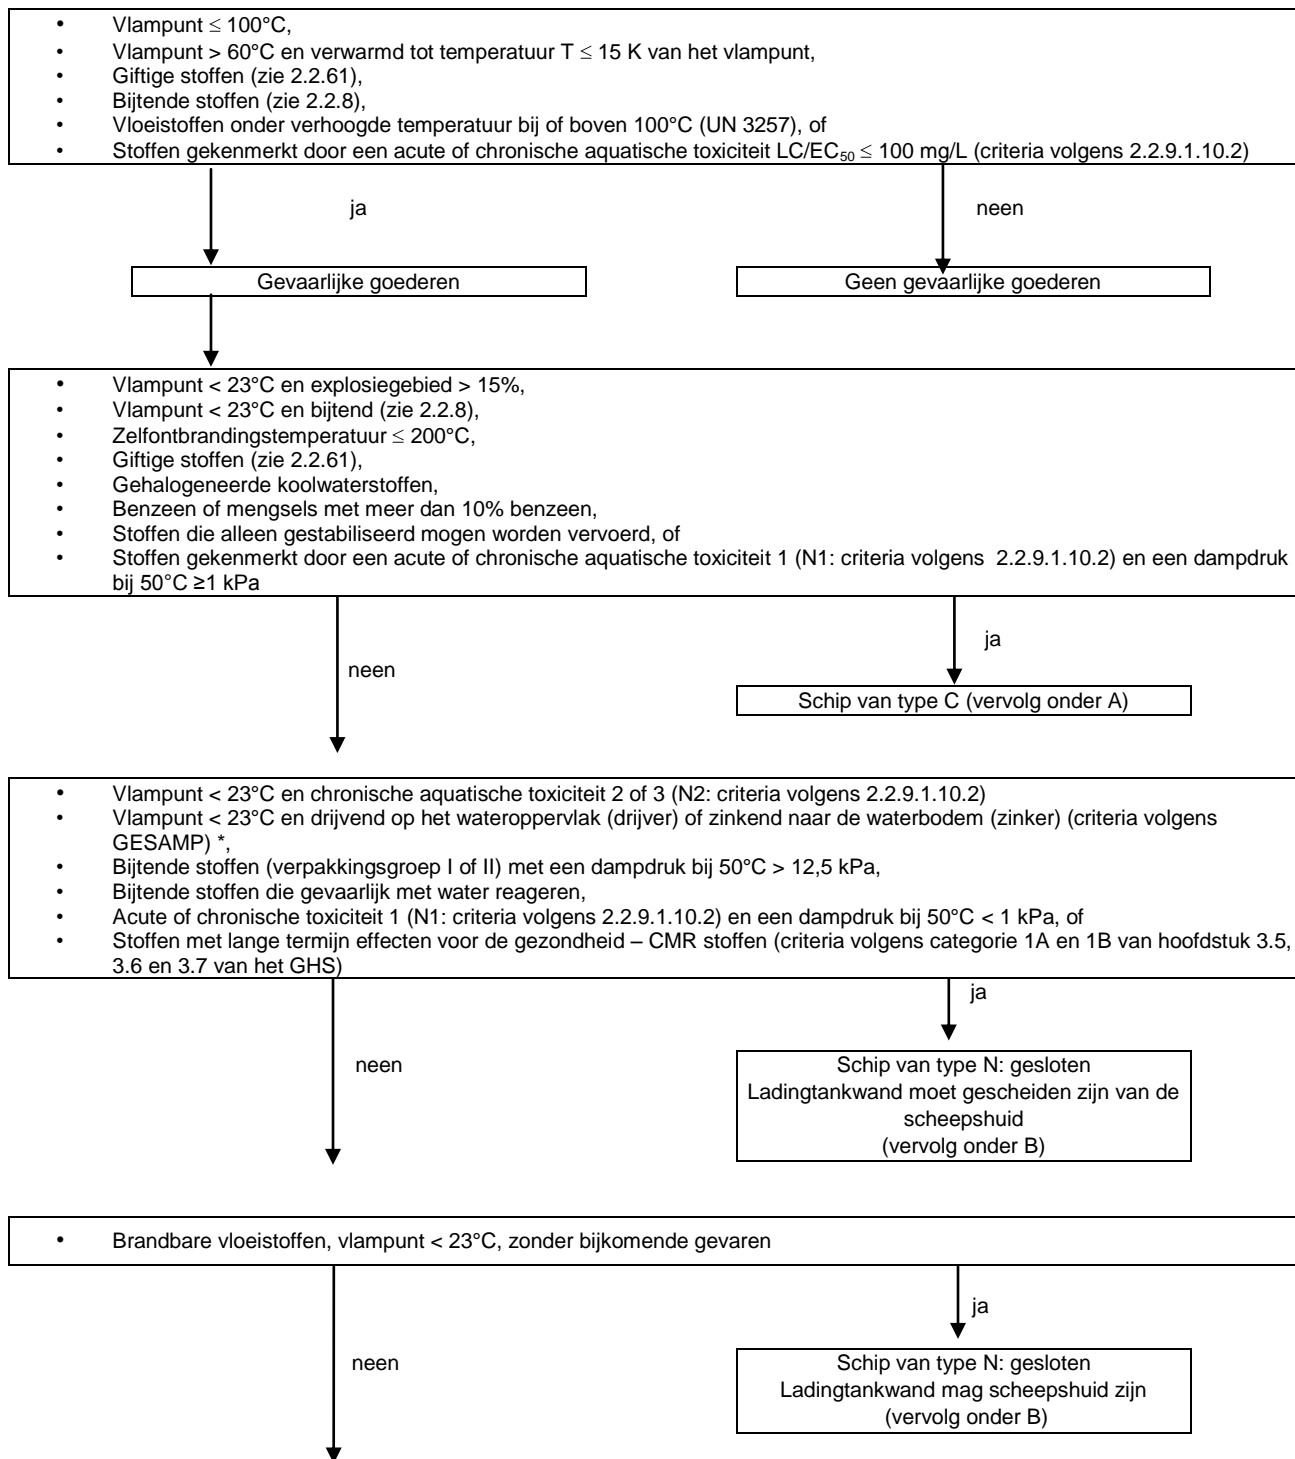 • Vlampunt ≤ 100°C,
• Vlampunt > 60°C en verwarmd tot temperatuur T ≤ 15 K van het vlampunt,
• Giftige stoffen (zie 2.2.61),
• Bijtende stoffen (zie 2.2.8),
• Vloeistoffen onder verhoogde temperatuur bij of boven 100°C (UN 3257), of
• Stoffen gekenmerkt door een acute of chronische aquatische toxiciteit LC/EC50 ≤ 100 mg/L (criteria volgens 2.2.9.1.10.2)
ja
neen
Gevaarlijke goederen
Geen gevaarlijke goederen
• Vlampunt < 23°C en explosiegebied > 15%,
• Vlampunt < 23°C en bijtend (zie 2.2.8),
• Zelfontbrandingstemperatuur ≤ 200°C,
• Giftige stoffen (zie 2.2.61),
• Gehalogeneerde koolwaterstoffen,
• Benzeen of mengsels met meer dan 10% benzeen,
• Stoffen die alleen gestabiliseerd mogen worden vervoerd, of
• Stoffen gekenmerkt door een acute of chronische aquatische toxiciteit 1 (N1: criteria volgens 2.2.9.1.10.2) en een dampdruk
bij 50°C ≥1 kPa
ja
neen
Schip van type C (vervolg onder A)
• Vlampunt < 23°C en chronische aquatische toxiciteit 2 of 3 (N2: criteria volgens 2.2.9.1.10.2)
• Vlampunt < 23°C en drijvend op het wateroppervlak (drijver) of zinkend naar de waterbodem (zinker) (criteria volgens
GESAMP) *,
• Bijtende stoffen (verpakkingsgroep I of II) met een dampdruk bij 50°C > 12,5 kPa,
• Bijtende stoffen die gevaarlijk met water reageren,
• Acute of chronische toxiciteit 1 (N1: criteria volgens 2.2.9.1.10.2) en een dampdruk bij 50°C < 1 kPa, of
• Stoffen met lange termijn effecten voor de gezondheid – CMR stoffen (criteria volgens categorie 1A en 1B van hoofdstuk 3.5,
3.6 en 3.7 van het GHS)
ja
neen
Schip van type N: gesloten
Ladingtankwand moet gescheiden zijn van de
scheepshuid
(vervolg onder B)
• Brandbare vloeistoffen, vlampunt < 23°C, zonder bijkomende gevaren
ja
neen
Schip van type N: gesloten
Ladingtankwand mag scheepshuid zijn
(vervolg onder B)